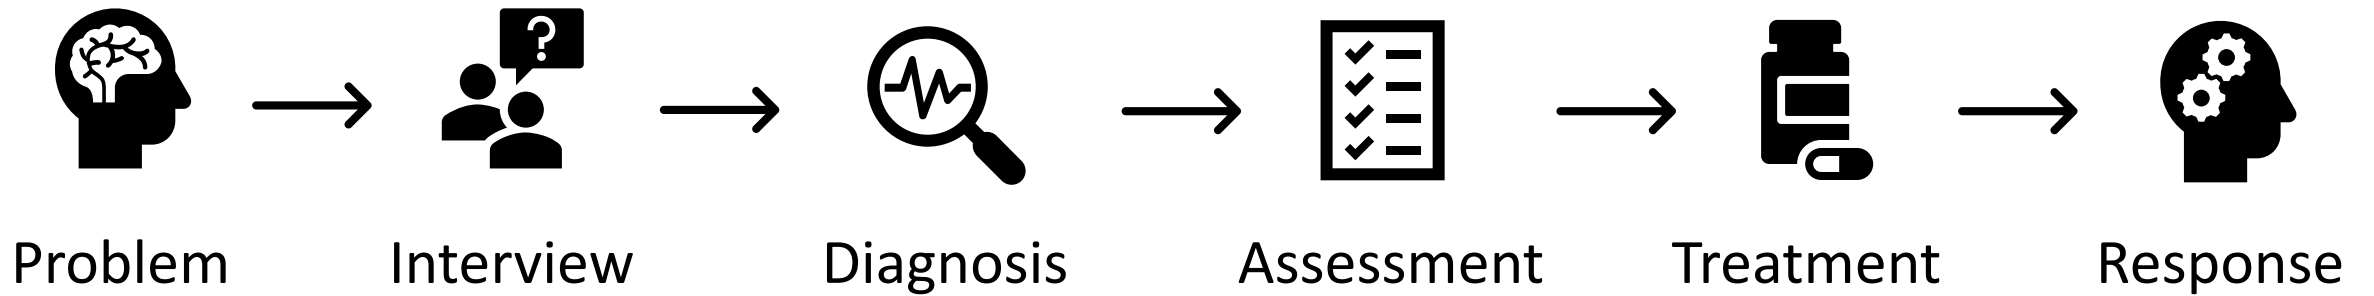 ?
Problem Interview Diagnosis Assessment Treatment Response